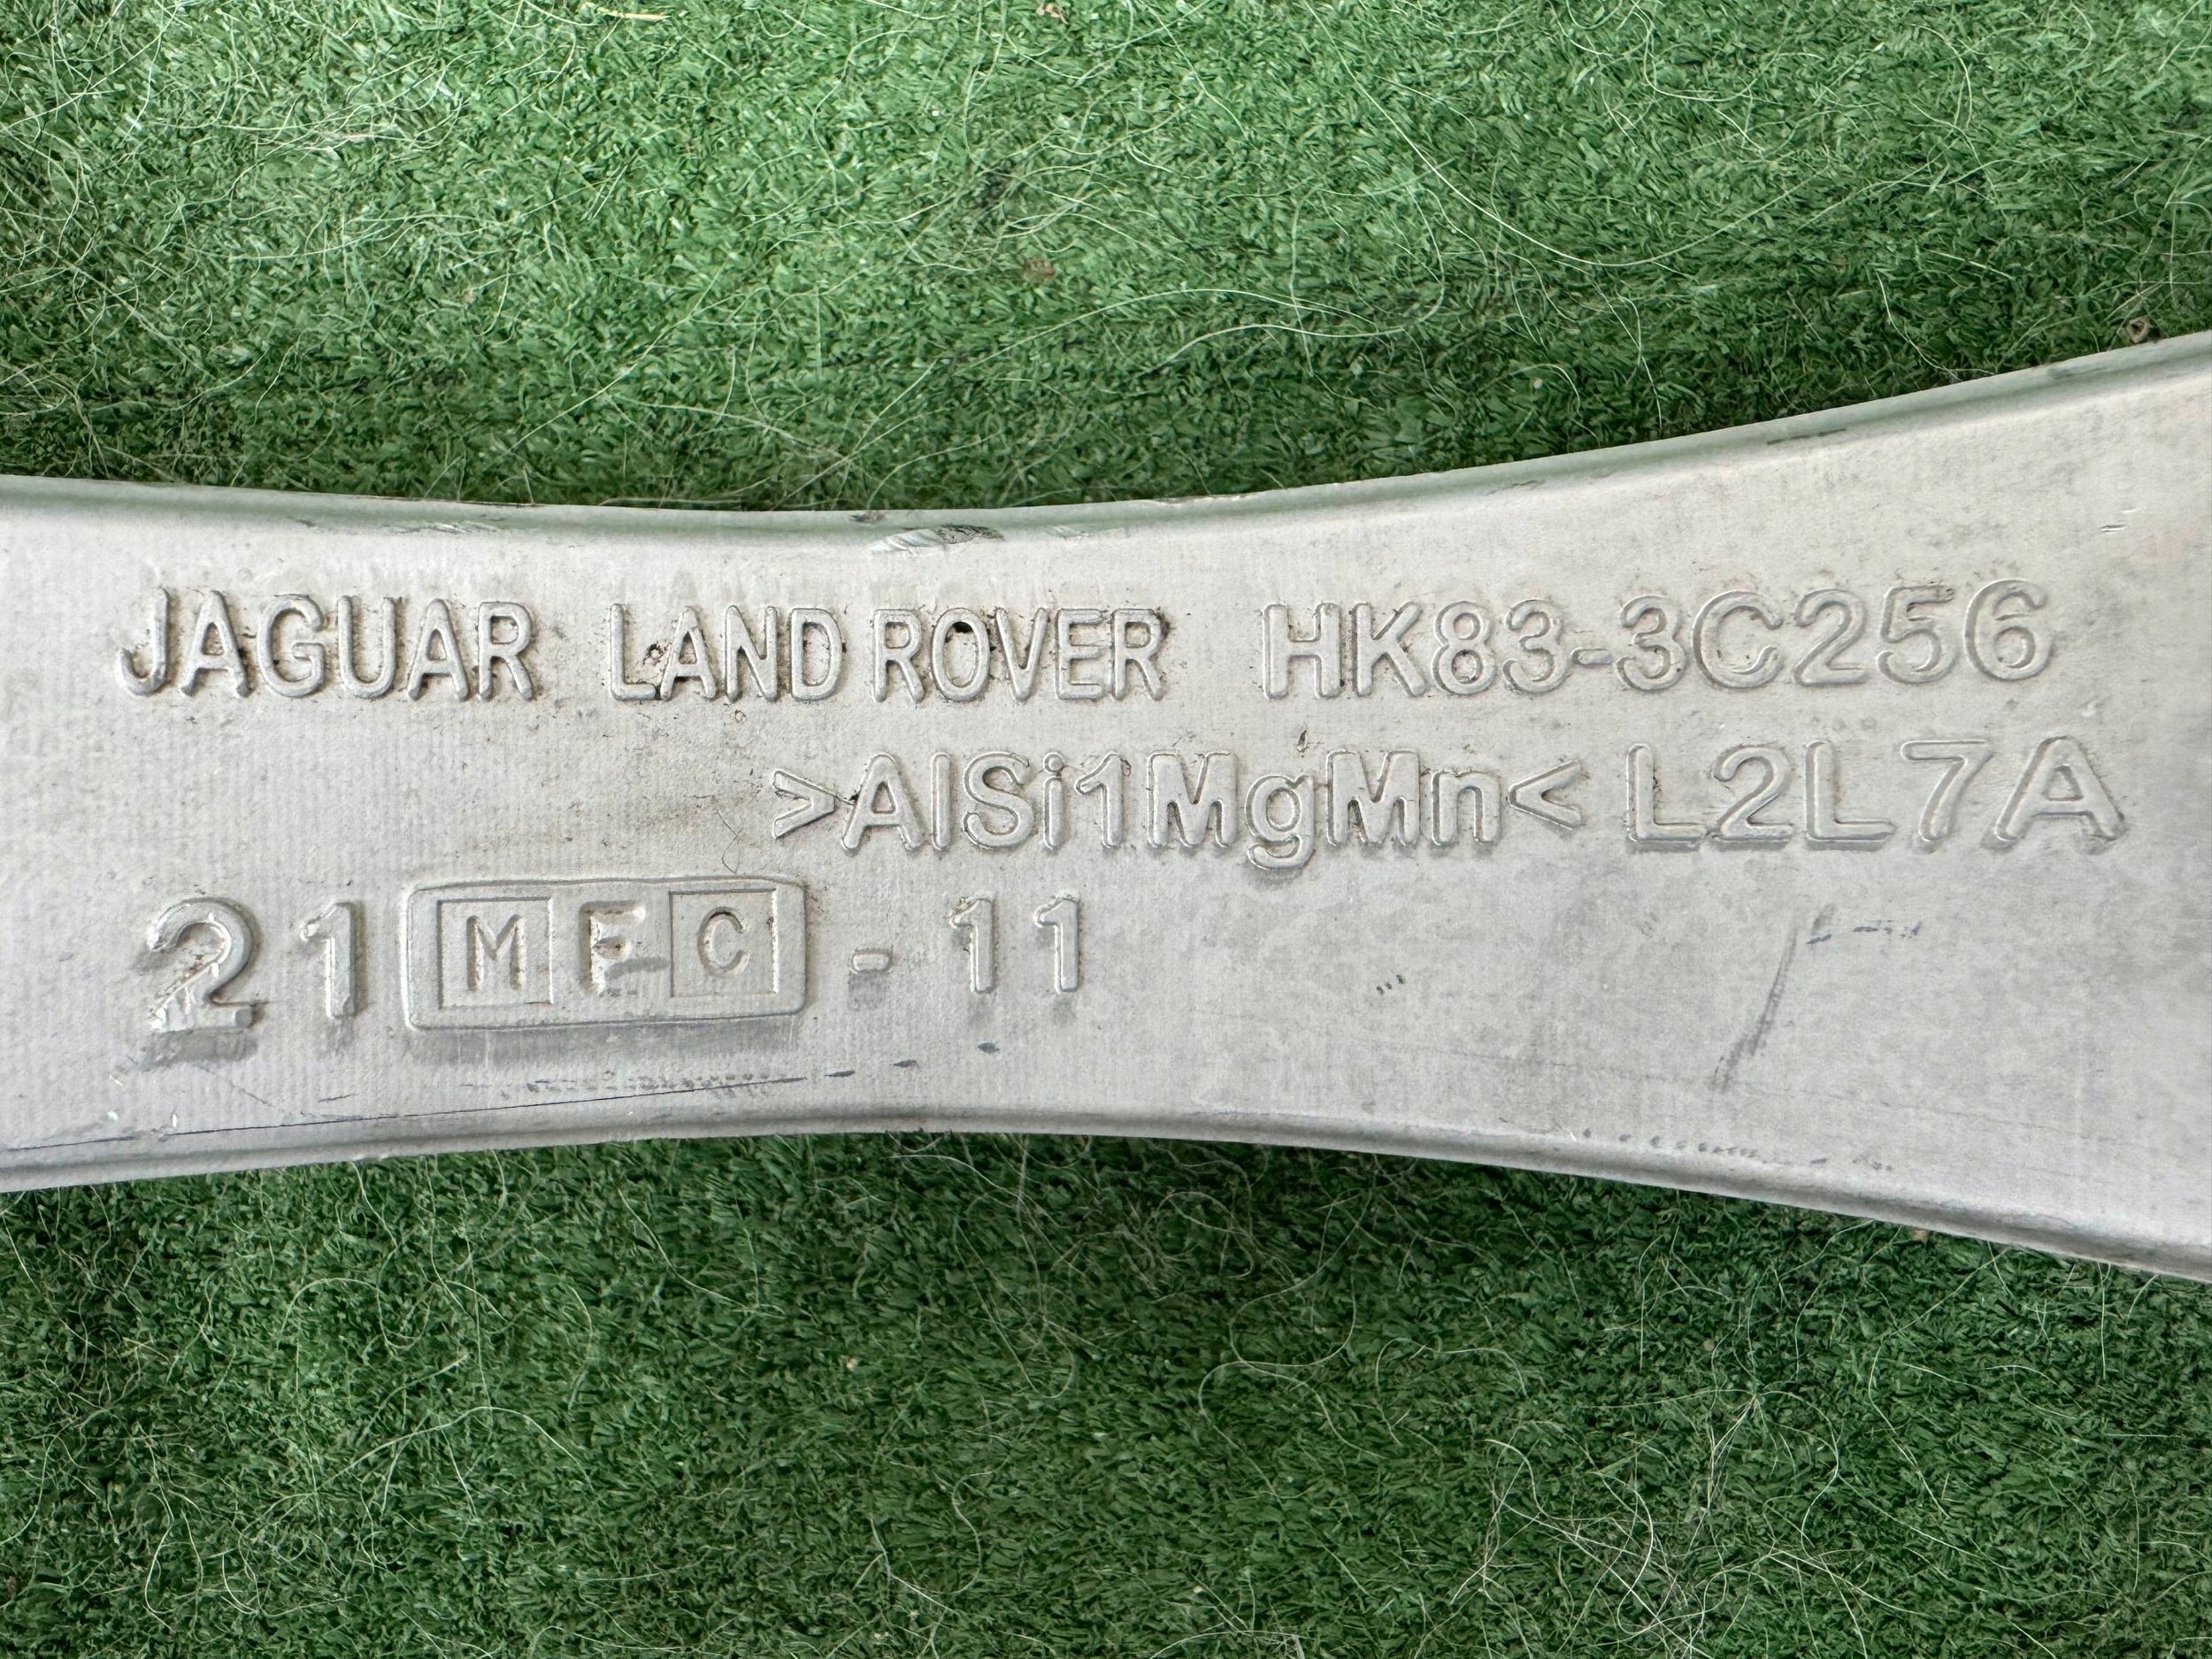 JAGUAR LAND ROVER HK83-3C256
>AlSi1MgMn< L2L7A
21 MFC - 11